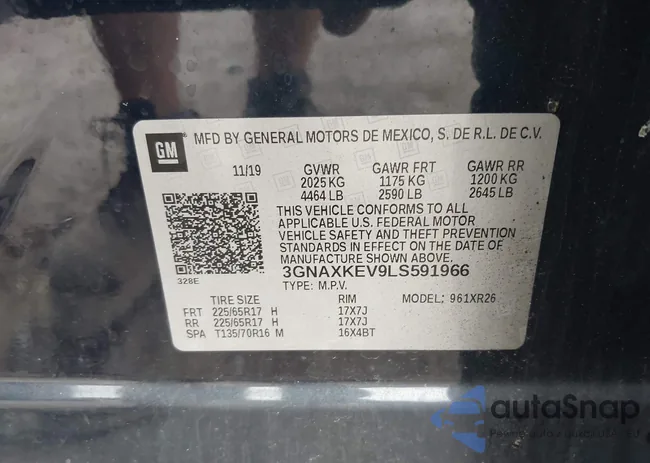 GM
MFD BY GENERAL MOTORS DE MEXICO, S. DE R.L. DE C.V.
11/19 GVWR GAWR FRT GAWR RR
2025 KG 1175 KG 1200 KG
4464 LB 2590 LB 2645 LB
THIS VEHICLE CONFORMS TO ALL
APPLICABLE U.S. FEDERAL MOTOR
VEHICLE SAFETY AND THEFT PREVENTION
STANDARDS IN EFFECT ON THE DATE OF
MANUFACTURE SHOWN ABOVE.
328E
3GNAXKEV9LS591966
TYPE: M.P.V. MODEL: 961XR26
TIRE SIZE RIM
FRT 225/65R17 H 17X7J
RR 225/65R17 H 17X7J
SPA T135/70R16 M 16X4BT
autoSnap